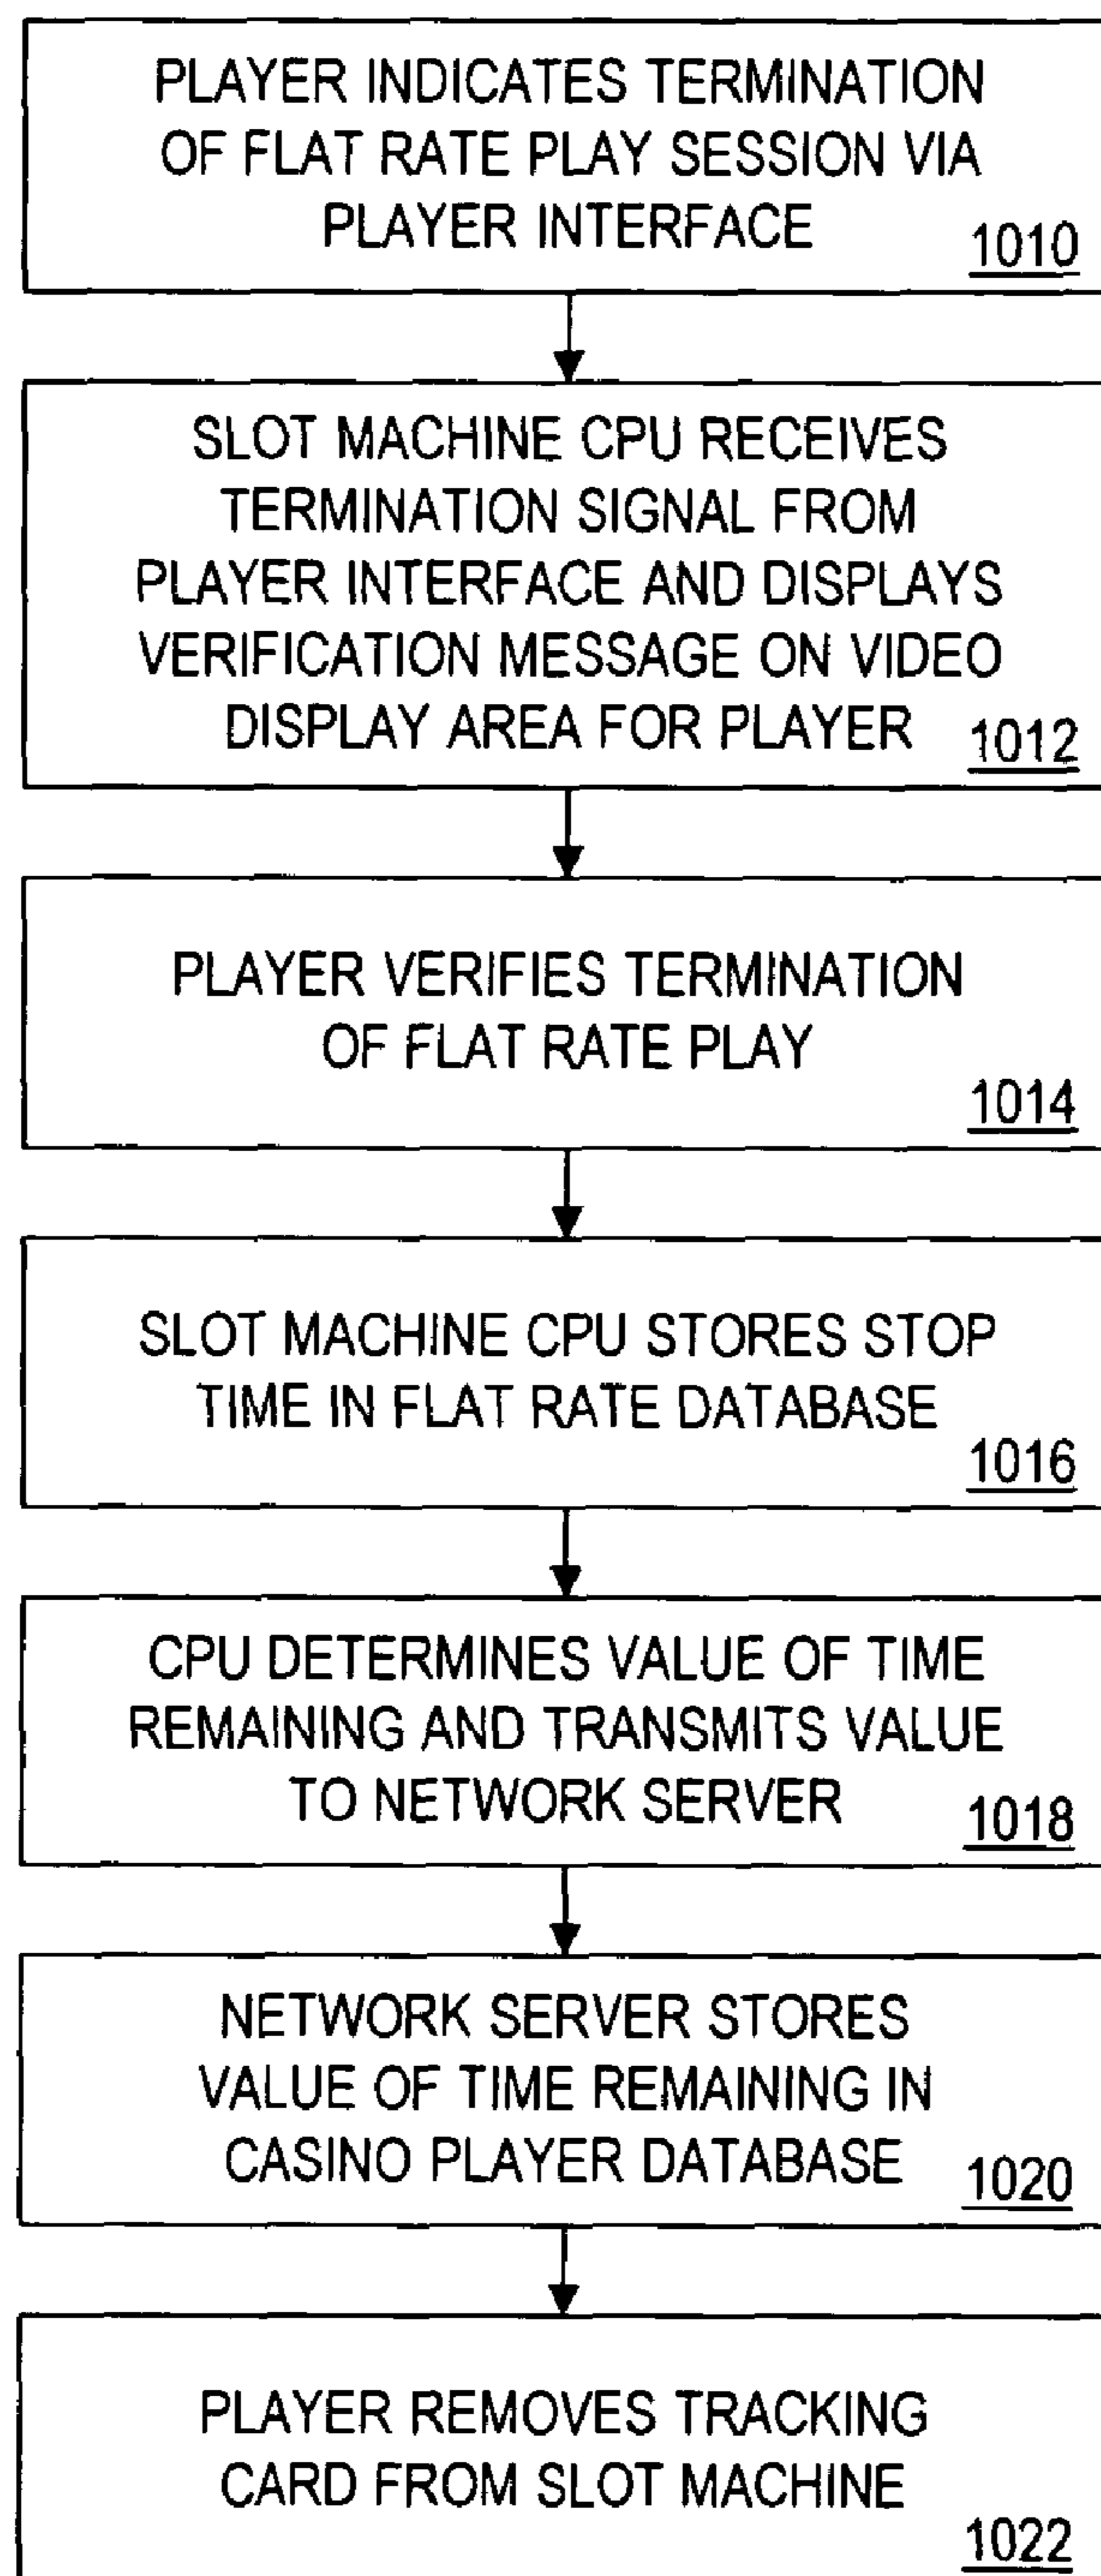 PLAYER INDICATES TERMINATION
OF FLAT RATE PLAY SESSION VIA
PLAYER INTERFACE
1010
SLOT MACHINE CPU RECEIVES
TERMINATION SIGNAL FROM
PLAYER INTERFACE AND DISPLAYS
VERIFICATION MESSAGE ON VIDEO
DISPLAY AREA FOR PLAYER
1012
PLAYER VERIFIES TERMINATION
OF FLAT RATE PLAY
1014
SLOT MACHINE CPU STORES STOP
TIME IN FLAT RATE DATABASE
1016
CPU DETERMINES VALUE OF TIME
REMAINING AND TRANSMITS VALUE
TO NETWORK SERVER
1018
NETWORK SERVER STORES
VALUE OF TIME REMAINING IN
CASINO PLAYER DATABASE
1020
PLAYER REMOVES TRACKING
CARD FROM SLOT MACHINE
1022